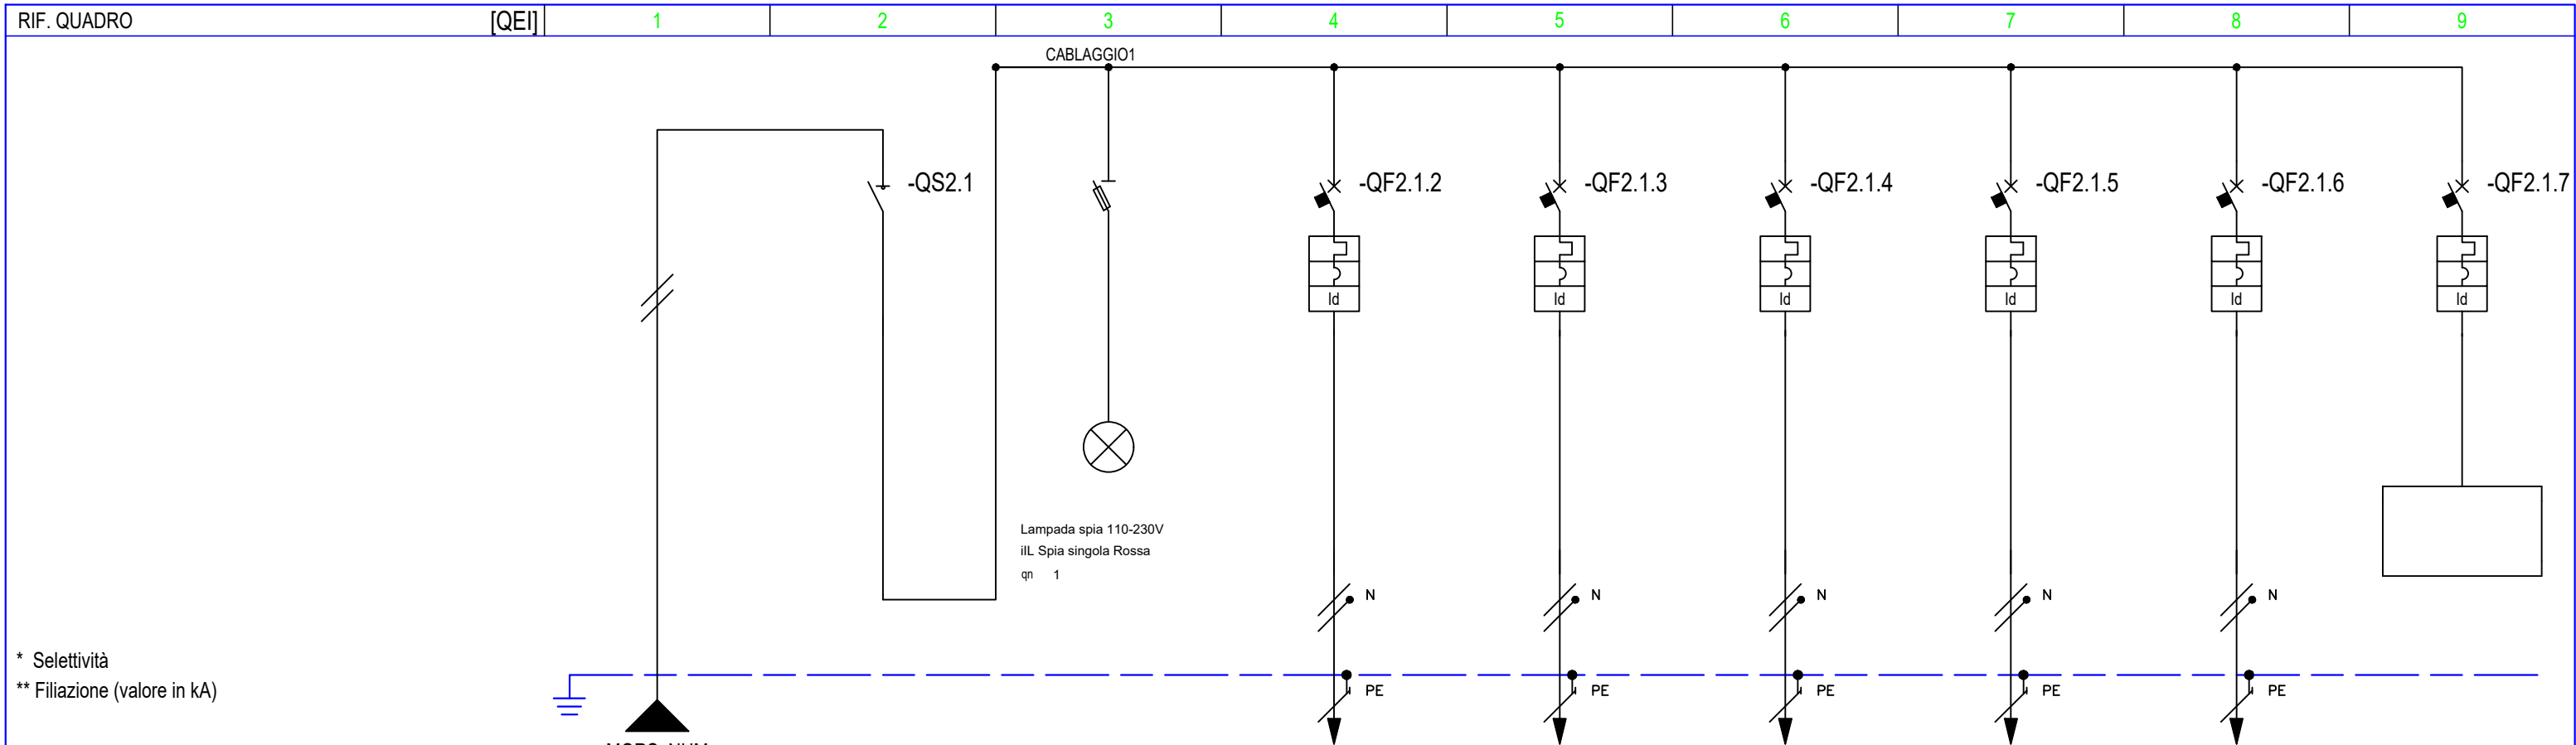 RIF. QUADRO [QEI] 1 2 3 4 5 6 7 8 9
CABLAGGIO1
-QS2.1 -QF2.1.2 -QF2.1.3 -QF2.1.4 -QF2.1.5 -QF2.1.6 -QF2.1.7
Id Id Id Id Id Id
Lampada spia 110-230V
iIL Spia singola Rossa
qn 1
N N N N N
* Selettività
** Filiazione (valore in kA)
PE PE PE PE PE